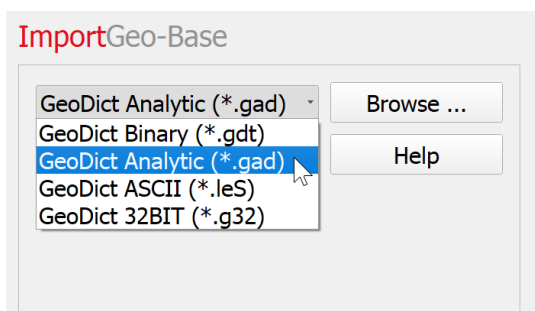 ImportGeo-Base
GeoDict Analytic (*.gad)
Browse ...
GeoDict Binary (*.gdt)
GeoDict Analytic (*.gad)
Help
GeoDict ASCII (*.leS)
GeoDict 32BIT (*.g32)